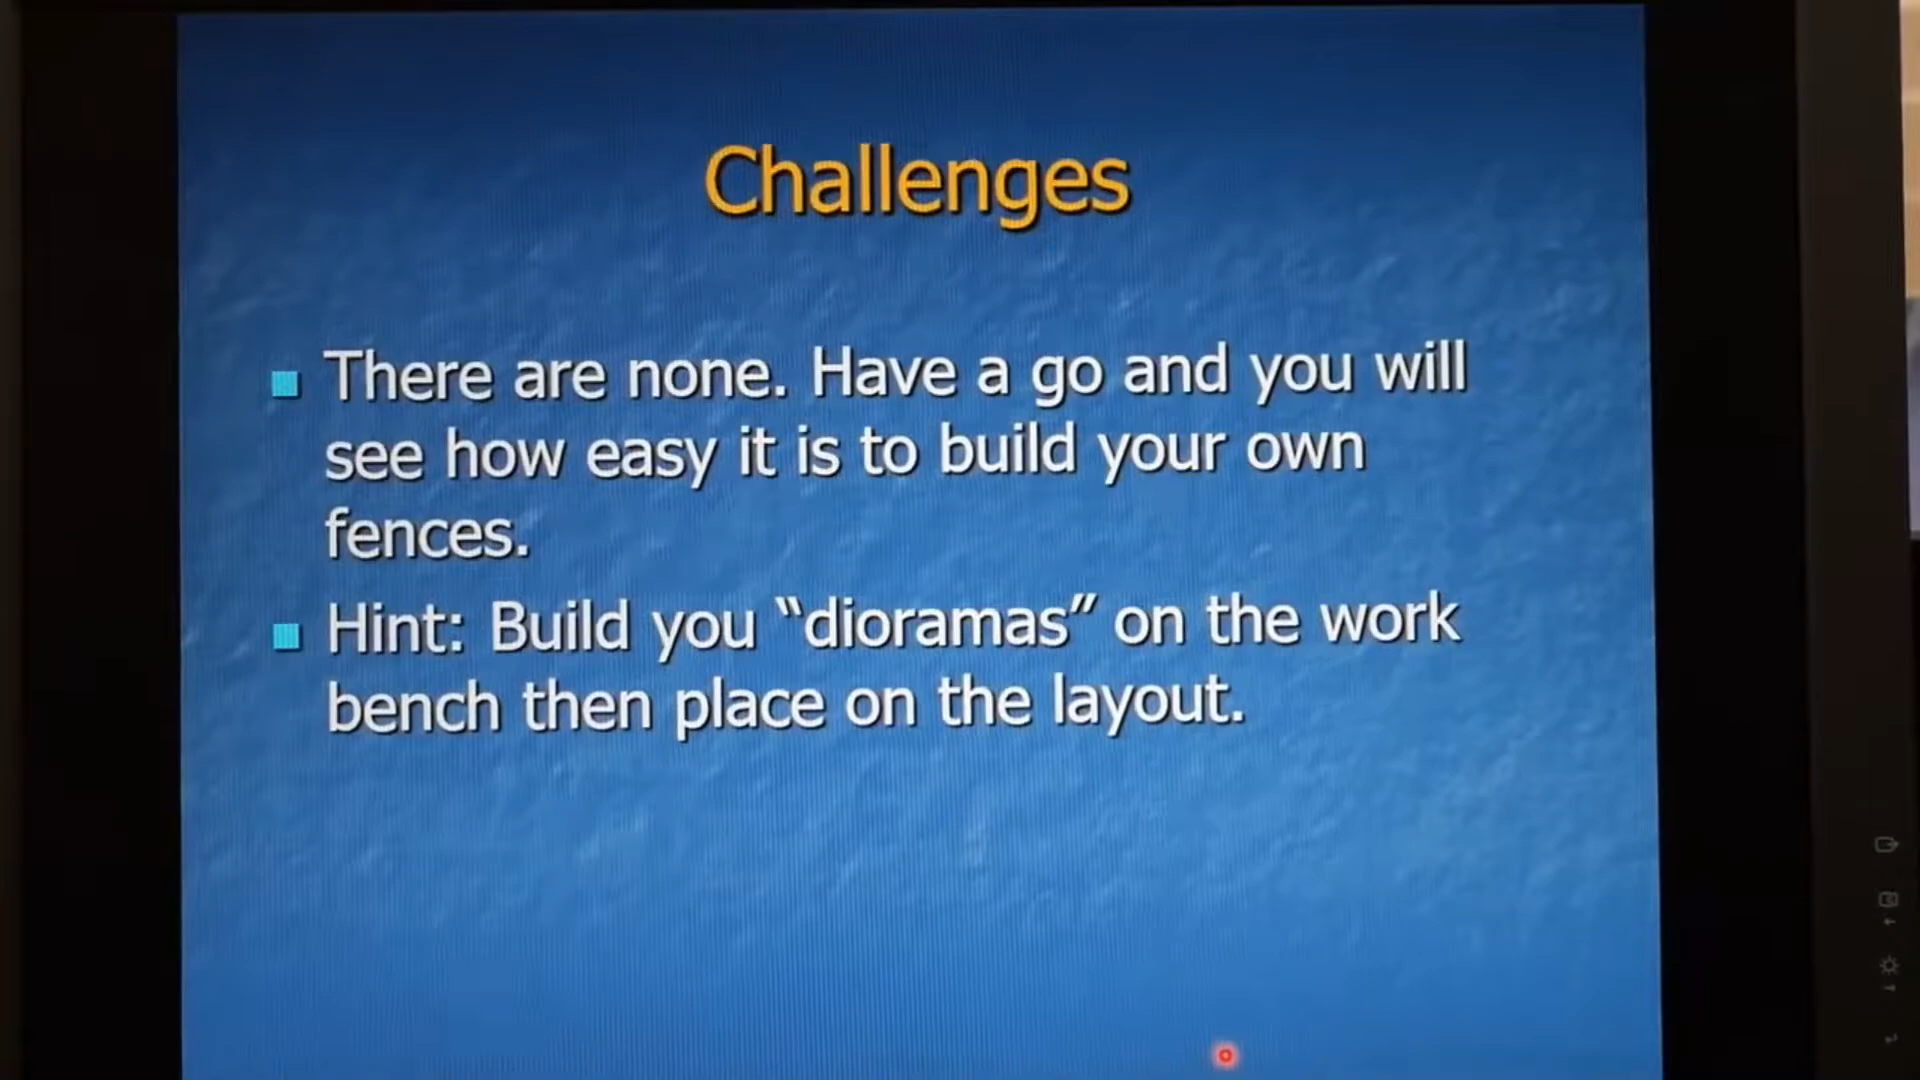 Challenges
There are none. Have a go and you will
see how easy it is to build your own
fences.
Hint: Build you “dioramas” on the work
bench then place on the layout.